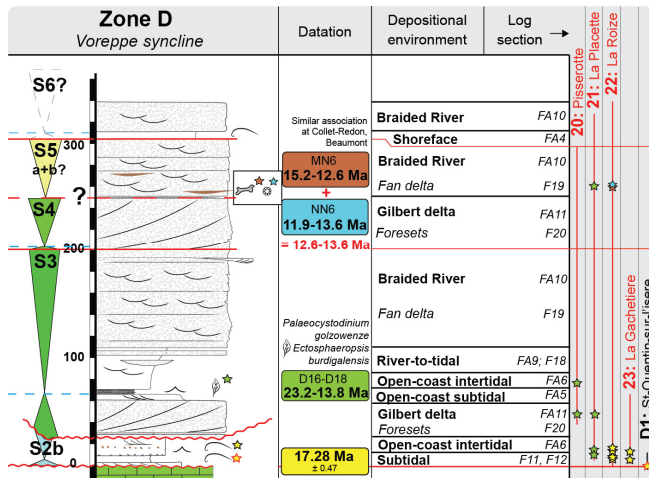 Zone D
Voreppe syncline
Datation
Depositional
environment
Log
section
S6?
S5
a+b?
S4
S3
S2b
300
?
200
100
0
Similar association
at Collet-Redon,
Beaumont
MN6
15.2-12.6 Ma
+
NN6
11.9-13.6 Ma
= 12.6-13.6 Ma
Palaeocystodinium
golzowenze
Ectosphaeropsis
burdigalensis
D16-D18
23.2-13.8 Ma
17.28 Ma
± 0.47
Braided River FA10
Shoreface FA4
Braided River FA10
Fan delta F19
Gilbert delta FA11
Foresets F20
Braided River FA10
Fan delta F19
River-to-tidal FA9; F18
Open-coast intertidal FA6
Open-coast subtidal FA5
Gilbert delta FA11
Foresets F20
Open-coast intertidal FA6
Subtidal F11, F12
20: Pisserotte
21: La Placette
22: La Roize
23: La Gachetiere
D1: St-Quentin-sur-l'isere